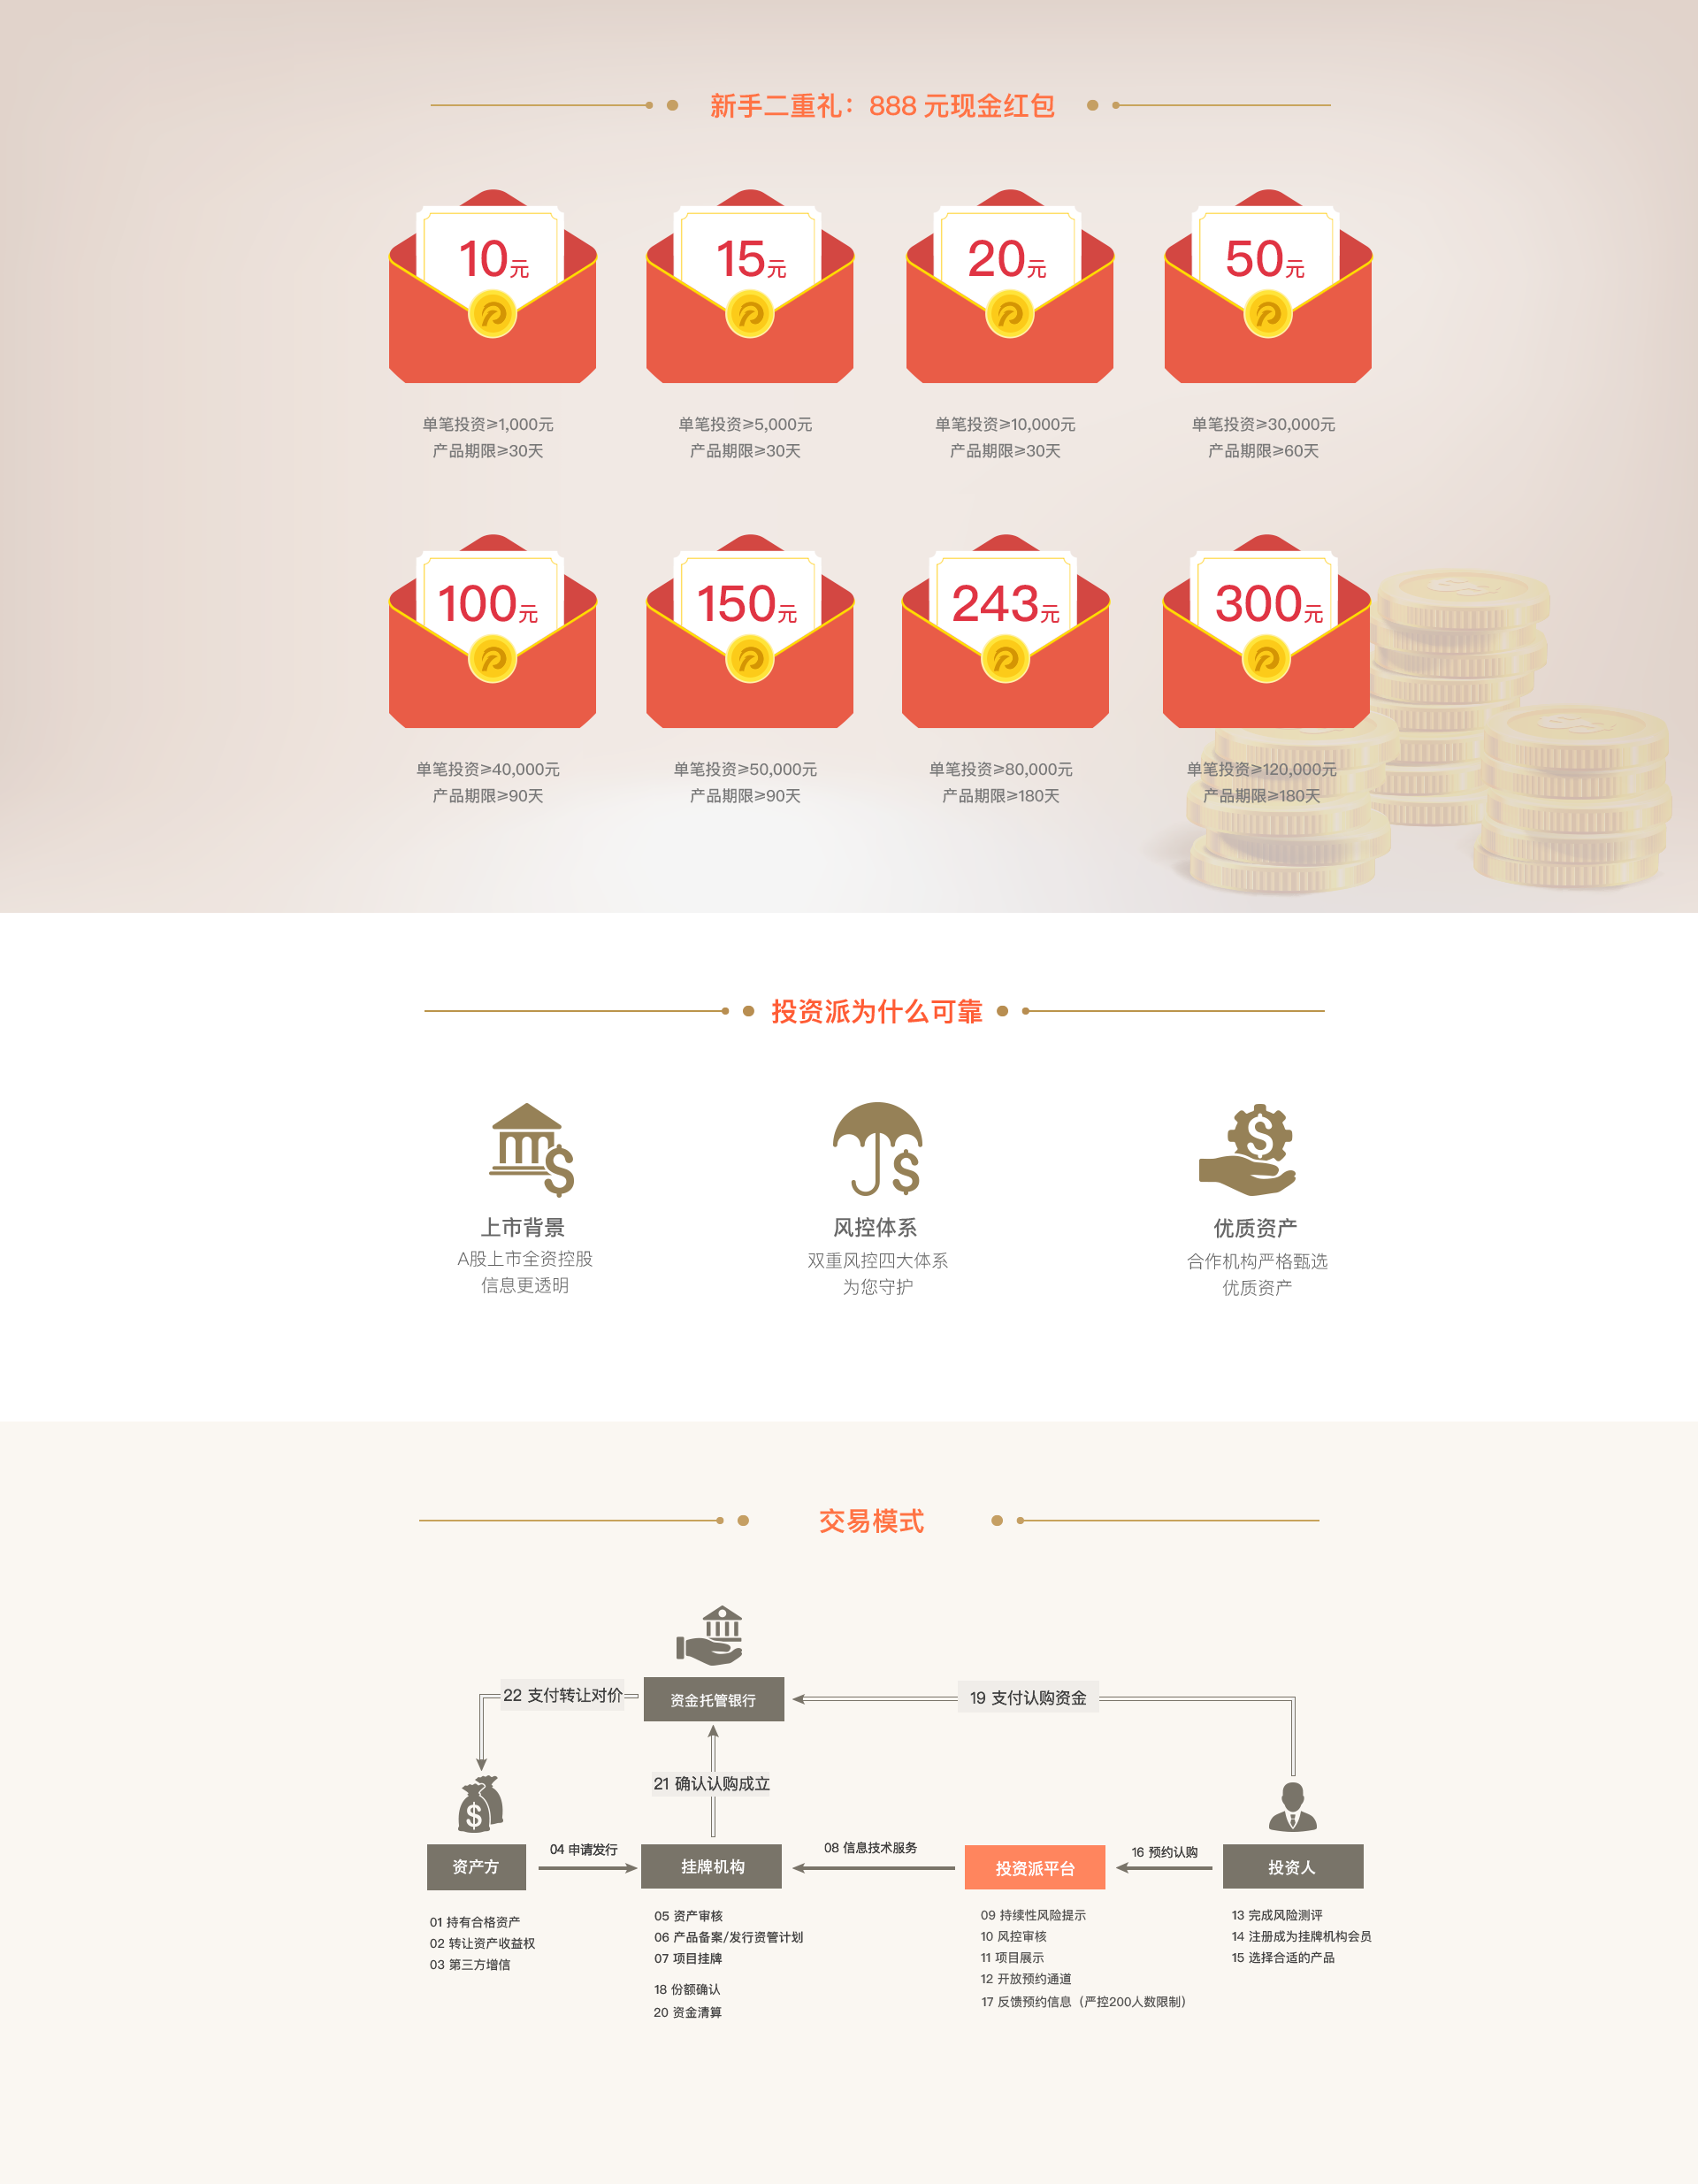 新手二重礼：888 元现金红包
10元
15元
20元
50元
单笔投资≥1,000元
产品期限≥30天
单笔投资≥5,000元
产品期限≥30天
单笔投资≥10,000元
产品期限≥30天
单笔投资≥30,000元
产品期限≥60天
100元
150元
243元
300元
单笔投资≥40,000元
产品期限≥90天
单笔投资≥50,000元
产品期限≥90天
单笔投资≥80,000元
产品期限≥180天
单笔投资≥120,000元
产品期限≥180天
投资派为什么可靠
上市背景
A股上市全资控股
信息更透明
风控体系
双重风控四大体系
为您守护
优质资产
合作机构严格甄选
优质资产
交易模式
22 支付转让对价
资金托管银行
19 支付认购资金
21 确认认购成立
资产方
04 申请发行
挂牌机构
08 信息技术服务
投资派平台
16 预约认购
投资人
01 持有合格资产
02 转让资产收益权
03 第三方增信
05 资产审核
06 产品备案/发行资管计划
07 项目挂牌
18 份额确认
20 资金清算
09 持续性风险提示
10 风控审核
11 项目展示
12 开放预约通道
17 反馈预约信息（严控200人数限制）
13 完成风险测评
14 注册成为挂牌机构会员
15 选择合适的产品